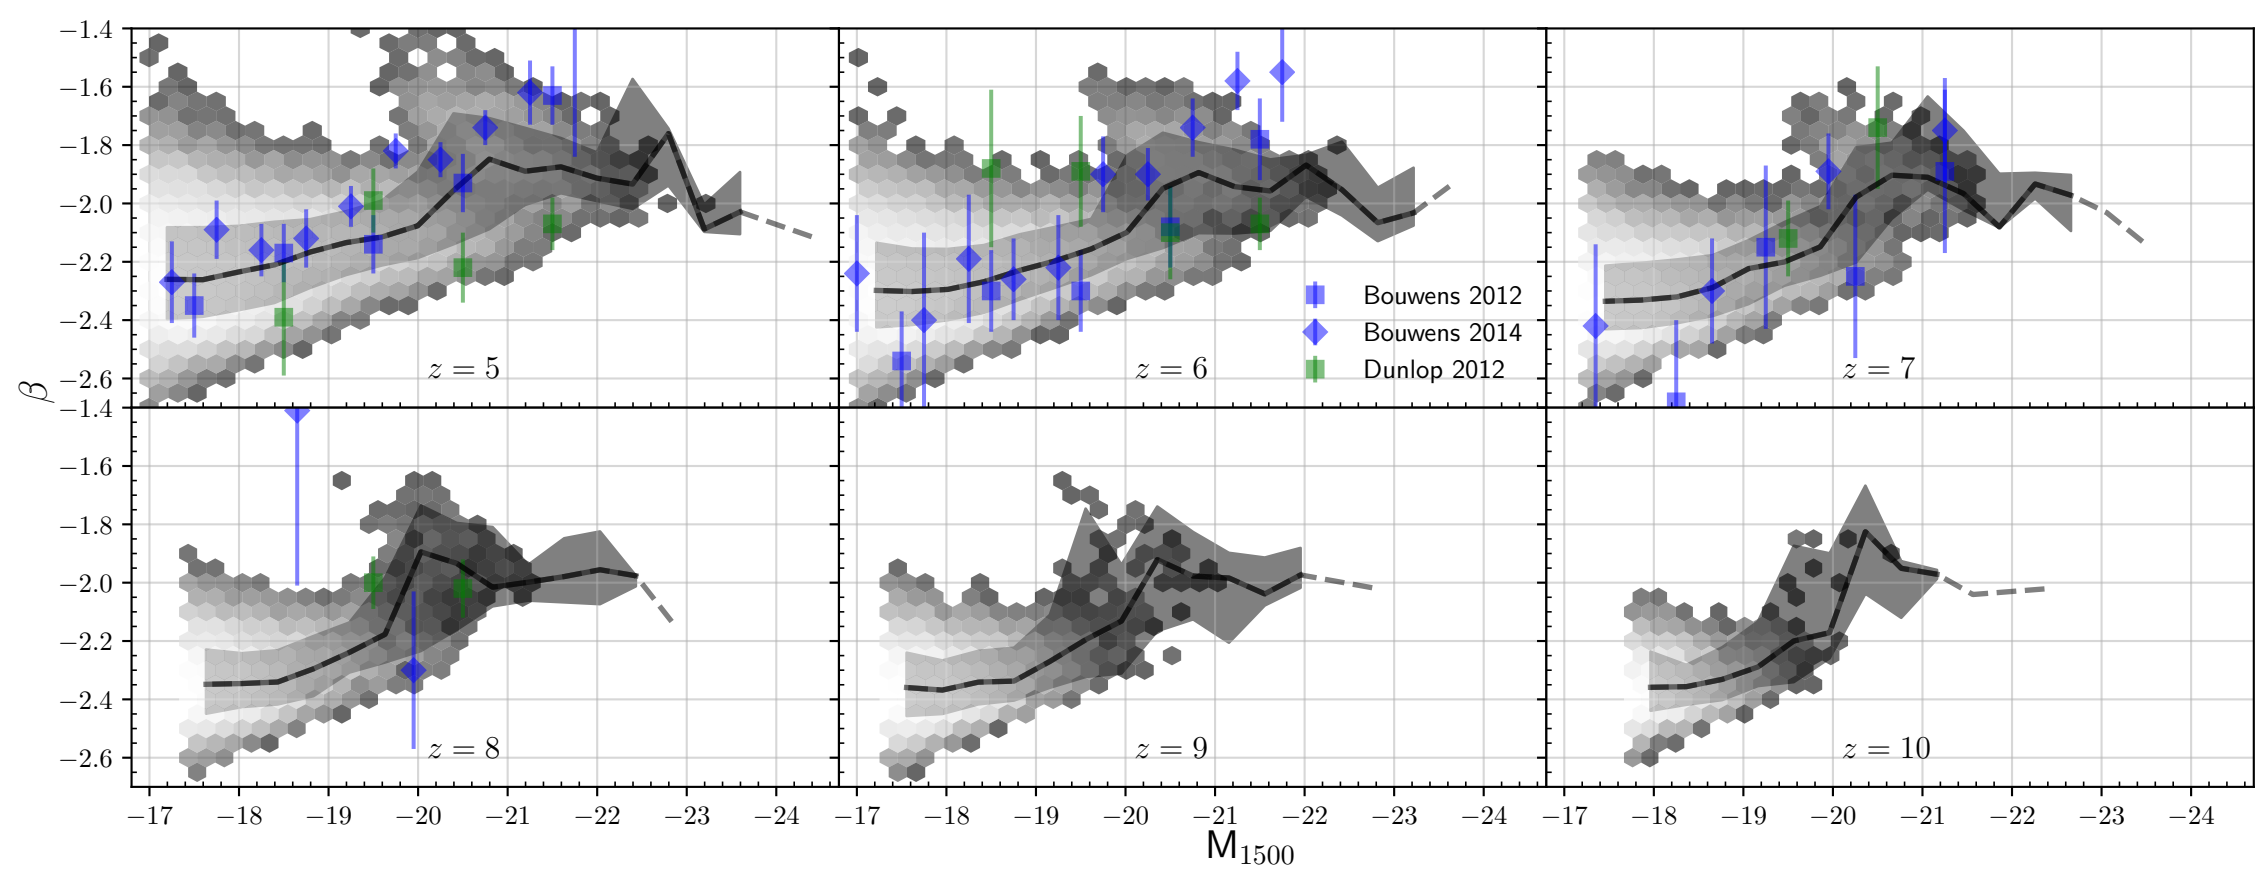 −1.4
−1.6
−1.8
−2.0
−2.2
−2.4
−2.6
z = 5
z = 6
Bouwens 2012
Bouwens 2014
Dunlop 2012
z = 7
β
−1.4
−1.6
−1.8
−2.0
−2.2
−2.4
−2.6
z = 8
z = 9
z = 10
−17 −18 −19 −20 −21 −22 −23 −24 −17 −18 −19 −20 −21 −22 −23 −24 −17 −18 −19 −20 −21 −22 −23 −24
M1500